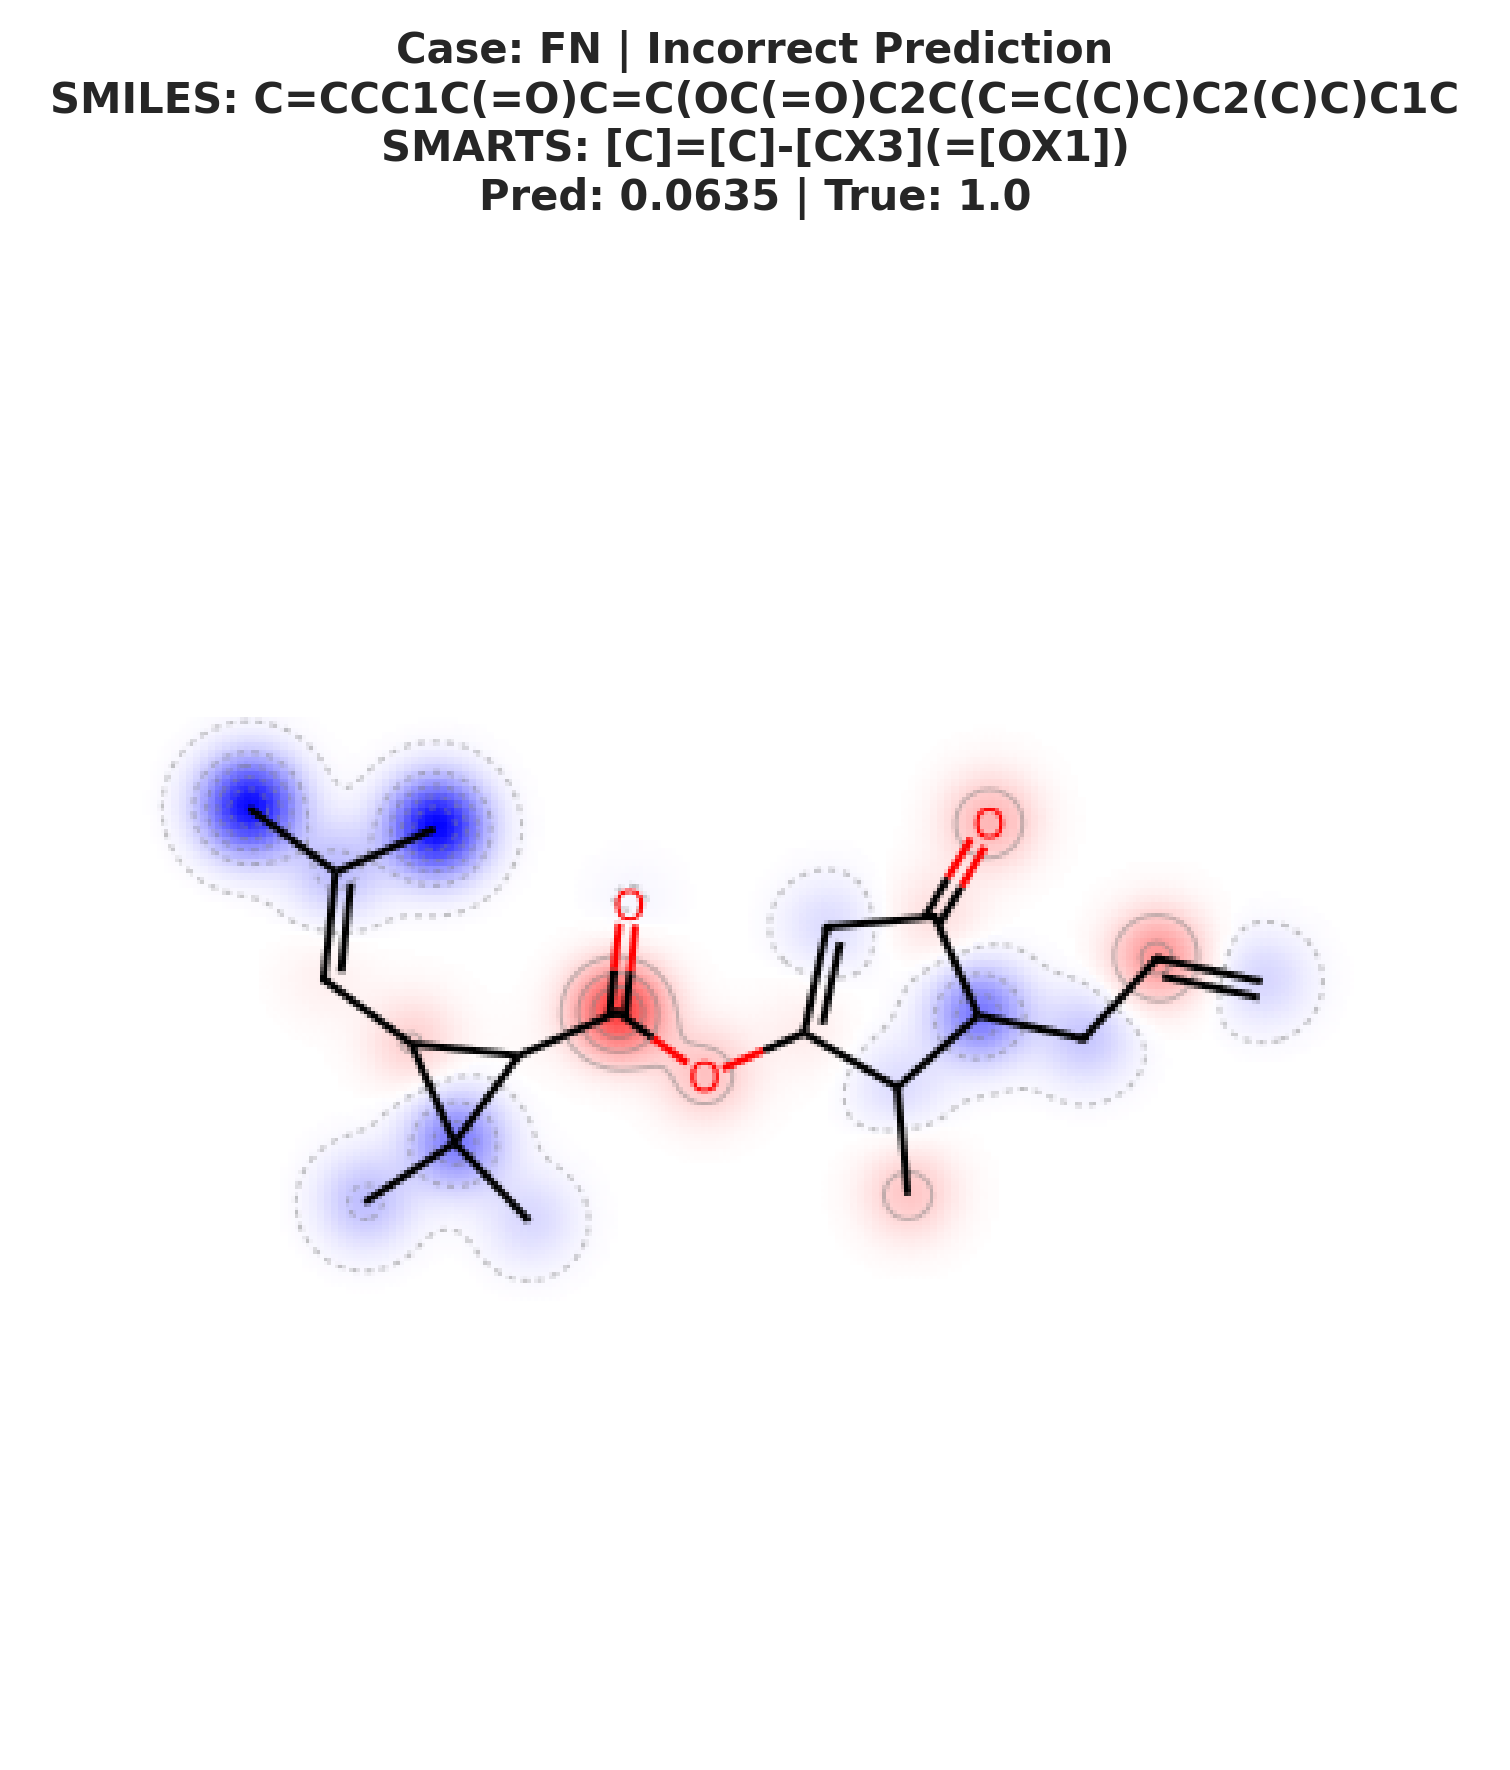 Case: FN | Incorrect Prediction
SMILES: C=CCC1C(=O)C=C(OC(=O)C2C(C=C(C)C)C2(C)C)C1C
SMARTS: [C]=[C]-[CX3](=[OX1])
Pred: 0.0635 | True: 1.0
O
O
O